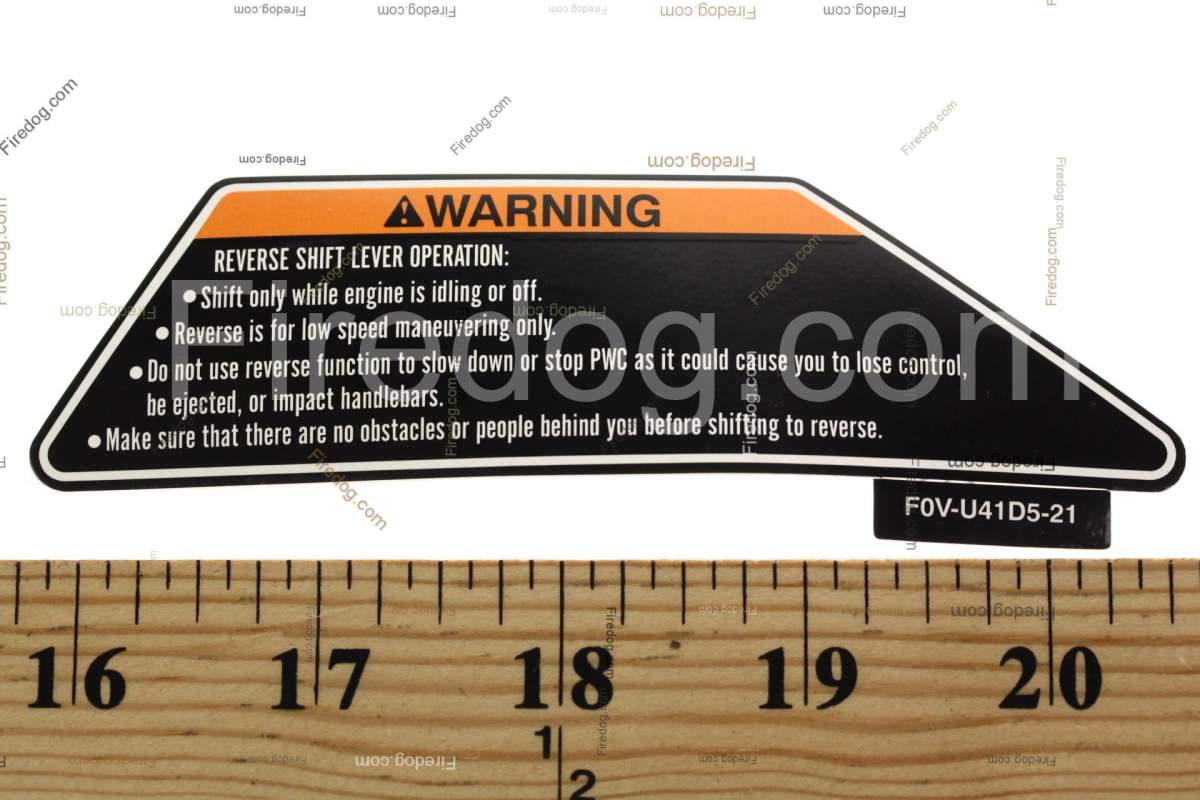 ⚠WARNING
REVERSE SHIFT LEVER OPERATION:
● Shift only while engine is idling or off.
● Reverse is for low speed maneuvering only.
● Do not use reverse function to slow down or stop PWC as it could cause you to lose control,
be ejected, or impact handlebars.
● Make sure that there are no obstacles or people behind you before shifting to reverse.
F0V-U41D5-21
Firedog.com
16 17 18 19 20
1
2